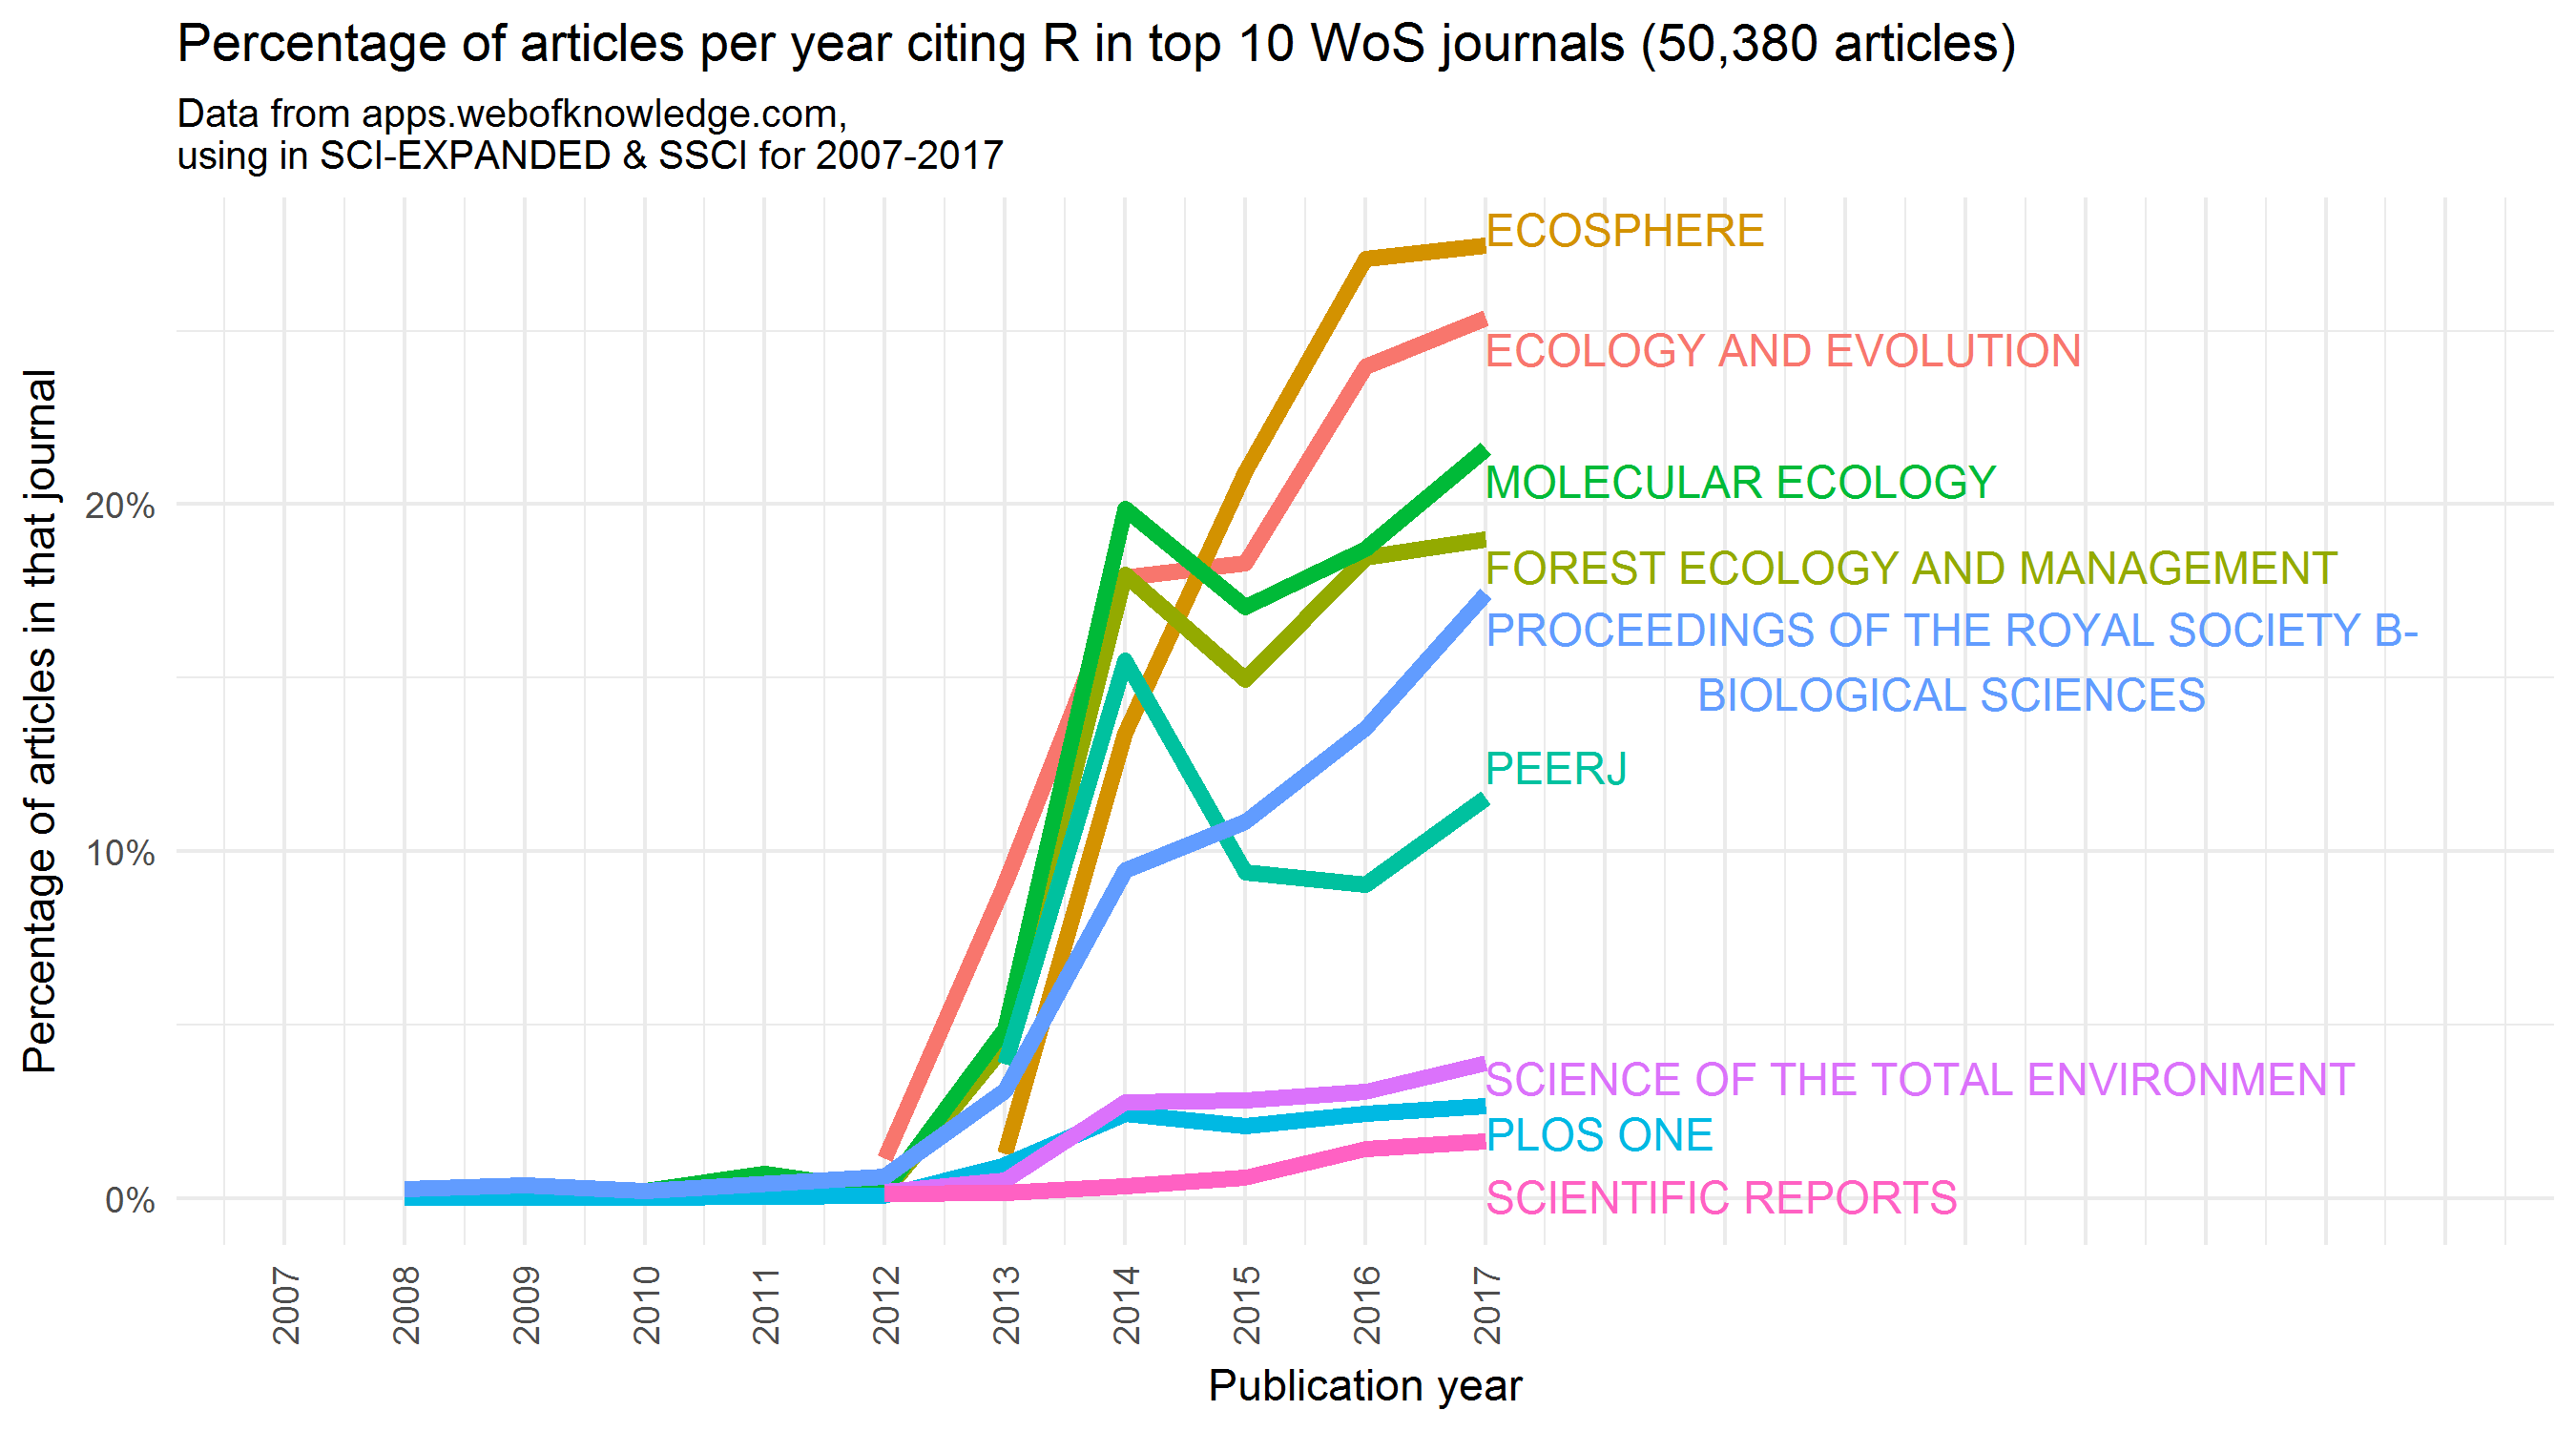 Percentage of articles per year citing R in top 10 WoS journals (50,380 articles)
Data from apps.webofknowledge.com,
using in SCI-EXPANDED & SSCI for 2007-2017
Percentage of articles in that journal
20%
10%
0%
ECOSPHERE
ECOLOGY AND EVOLUTION
MOLECULAR ECOLOGY
FOREST ECOLOGY AND MANAGEMENT
PROCEEDINGS OF THE ROYAL SOCIETY B-
BIOLOGICAL SCIENCES
PEERJ
SCIENCE OF THE TOTAL ENVIRONMENT
PLOS ONE
SCIENTIFIC REPORTS
2007
2008
2009
2010
2011
2012
2013
2014
2015
2016
2017
Publication year